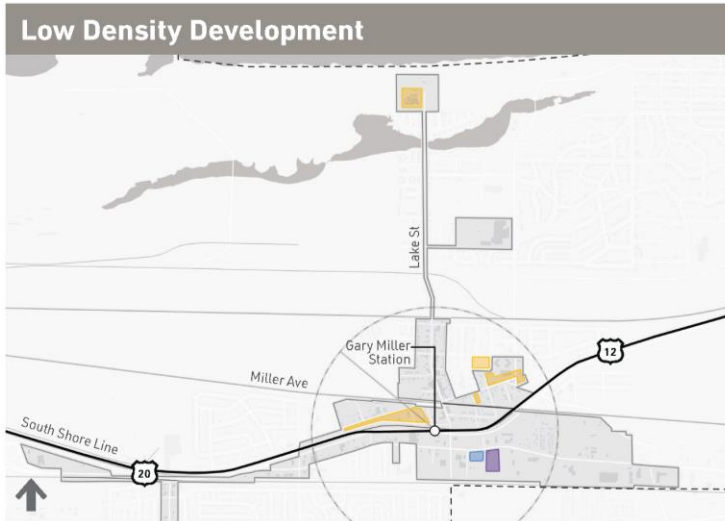 Low Density Development
Lake St
Gary Miller
Station
12
Miller Ave
South Shore Line
20